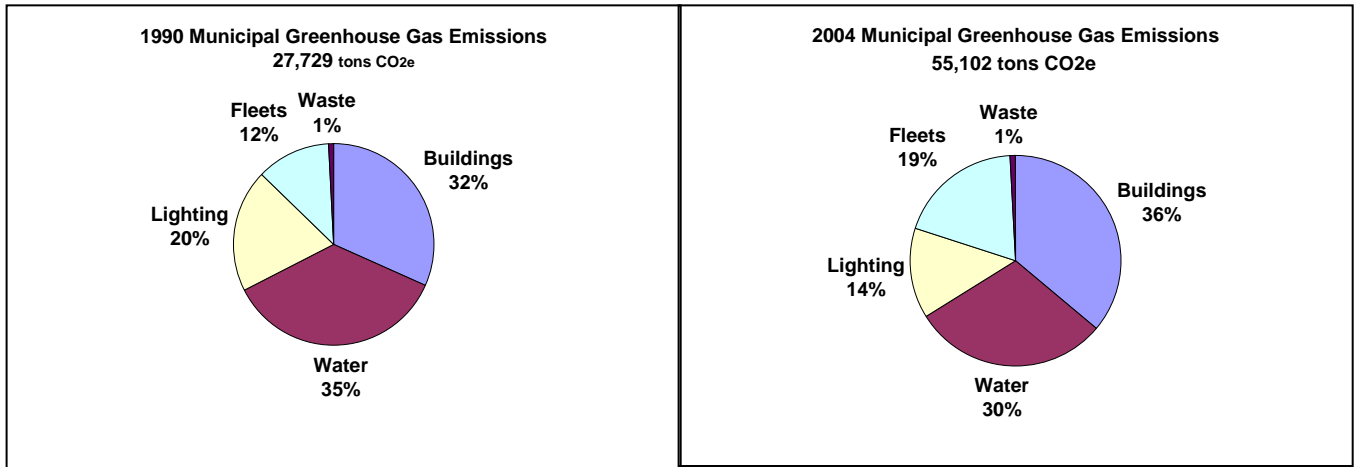 1990 Municipal Greenhouse Gas Emissions
27,729 tons CO2e
Waste
1%
Fleets
12%
Buildings
32%
Lighting
20%
Water
35%
2004 Municipal Greenhouse Gas Emissions
55,102 tons CO2e
Waste
1%
Fleets
19%
Buildings
36%
Lighting
14%
Water
30%